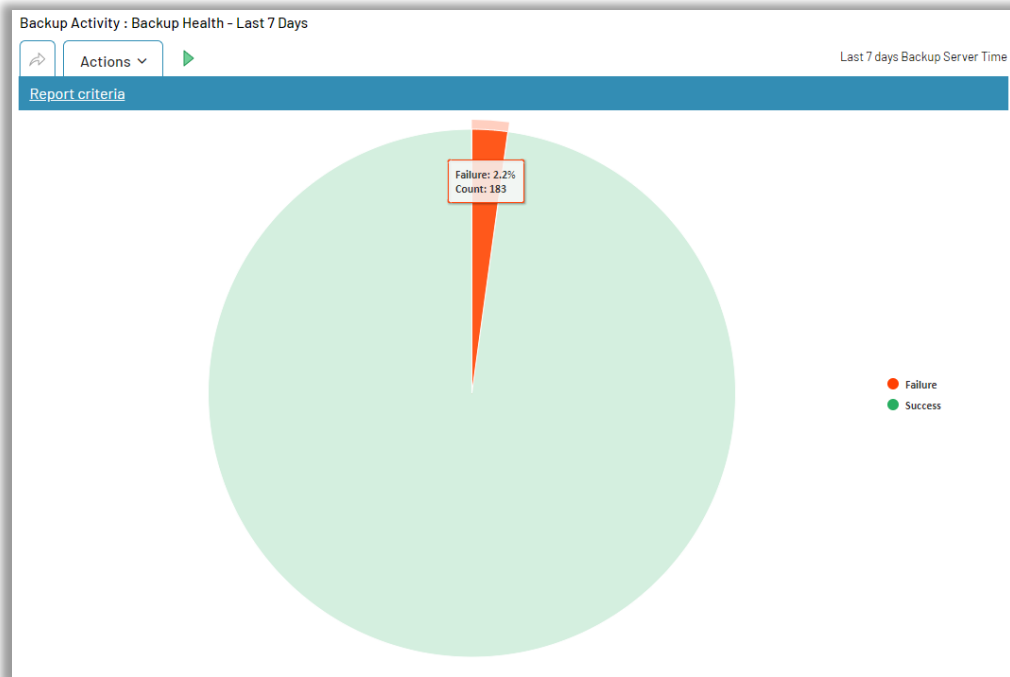 Backup Activity : Backup Health - Last 7 Days
Actions
Last 7 days Backup Server Time
Report criteria
Failure: 2.2%
Count: 183
Failure
Success